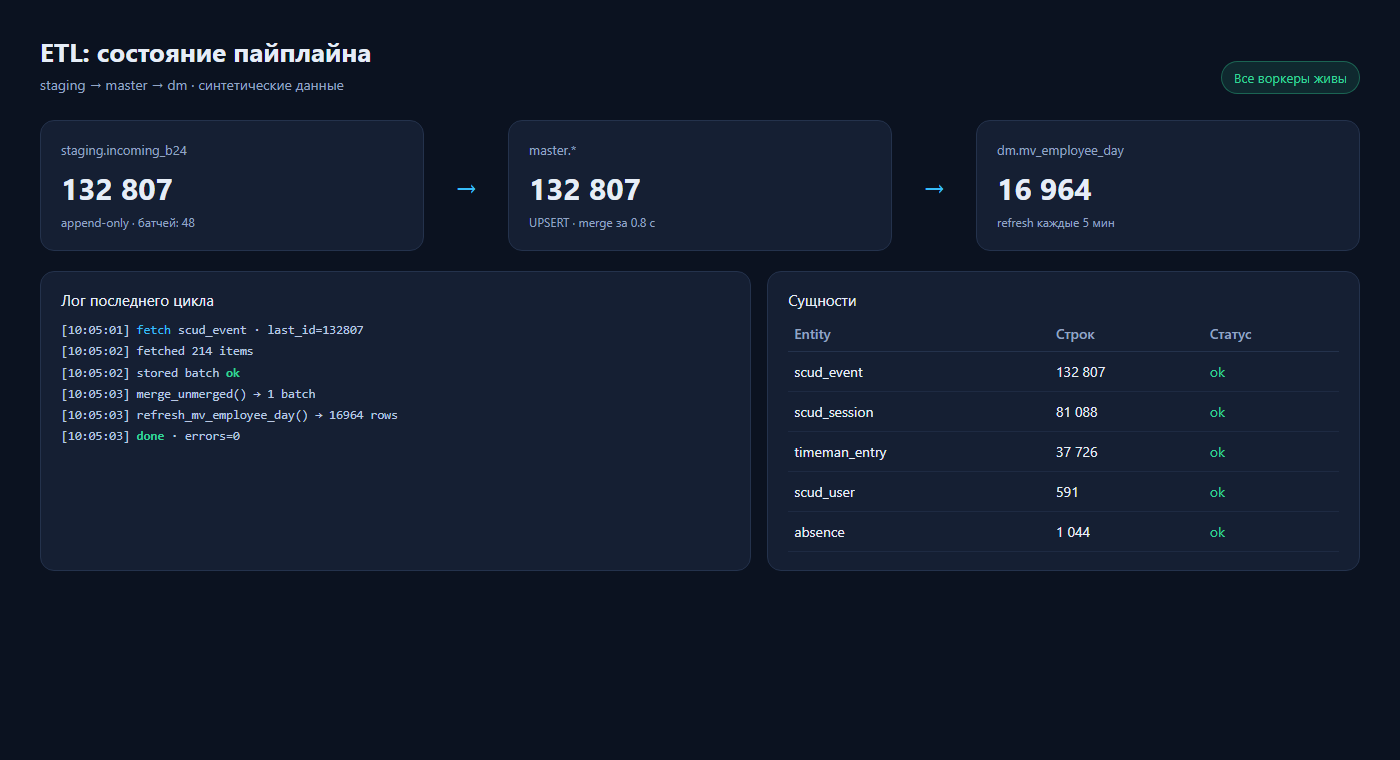 ETL: состояние пайплайна
staging → master → dm · синтетические данные
Все воркеры живы
staging.incoming_b24
132 807
append-only · батчей: 48
→
master.*
132 807
UPSERT · merge за 0.8 с
→
dm.mv_employee_day
16 964
refresh каждые 5 мин
Лог последнего цикла
[10:05:01] fetch scud_event · last_id=132807
[10:05:02] fetched 214 items
[10:05:02] stored batch ok
[10:05:03] merge_unmerged() → 1 batch
[10:05:03] refresh_mv_employee_day() → 16964 rows
[10:05:03] done · errors=0
Сущности
Entity Строк Статус
scud_event 132 807 ok
scud_session 81 088 ok
timeman_entry 37 726 ok
scud_user 591 ok
absence 1 044 ok